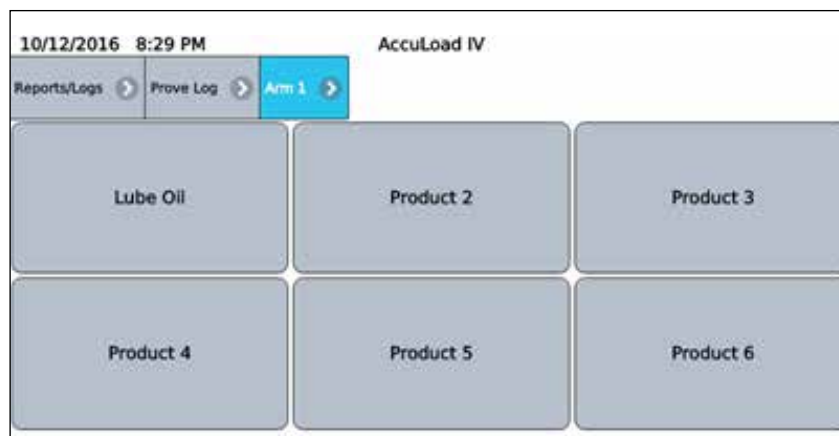 10/12/2016 8:29 PM AccuLoad IV
Reports/Logs Prove Log Arm 1
Lube Oil Product 2 Product 3
Product 4 Product 5 Product 6